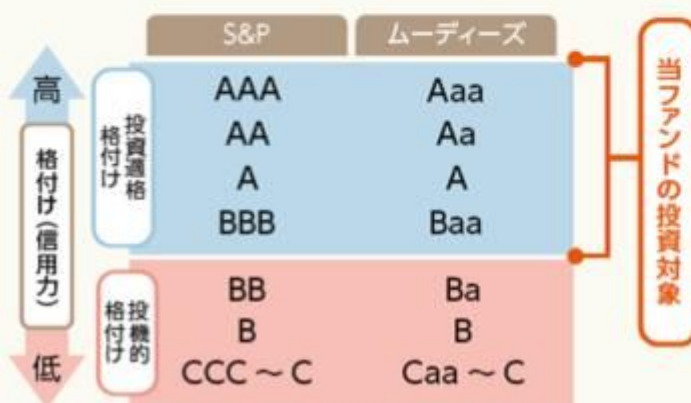 S&P ムーディーズ
高
格付け(信用力)
低
投資適格
格付け
AAA Aaa
AA Aa
A A
BBB Baa
投機的
格付け
BB Ba
B B
CCC ～ C Caa ～ C
当ファンドの投資対象